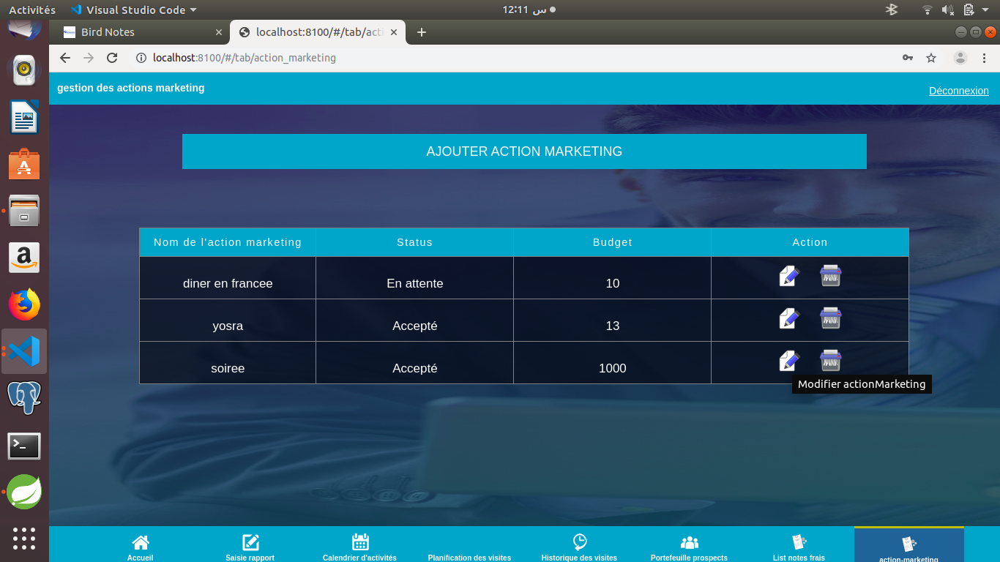 Activités
Visual Studio Code
12:11 س
Bird Notes
localhost:8100/#/tab/acti
localhost:8100/#/tab/action_marketing
gestion des actions marketing
Déconnexion
AJOUTER ACTION MARKETING
Nom de l'action marketing Status Budget Action
diner en francee En attente 10
yosra Accepté 13
soiree Accepté 1000
Modifier actionMarketing
Accueil Saisie rapport Calendrier d'activités Planification des visites Historique des visites Portefeuille prospects List notes frais action-marketing